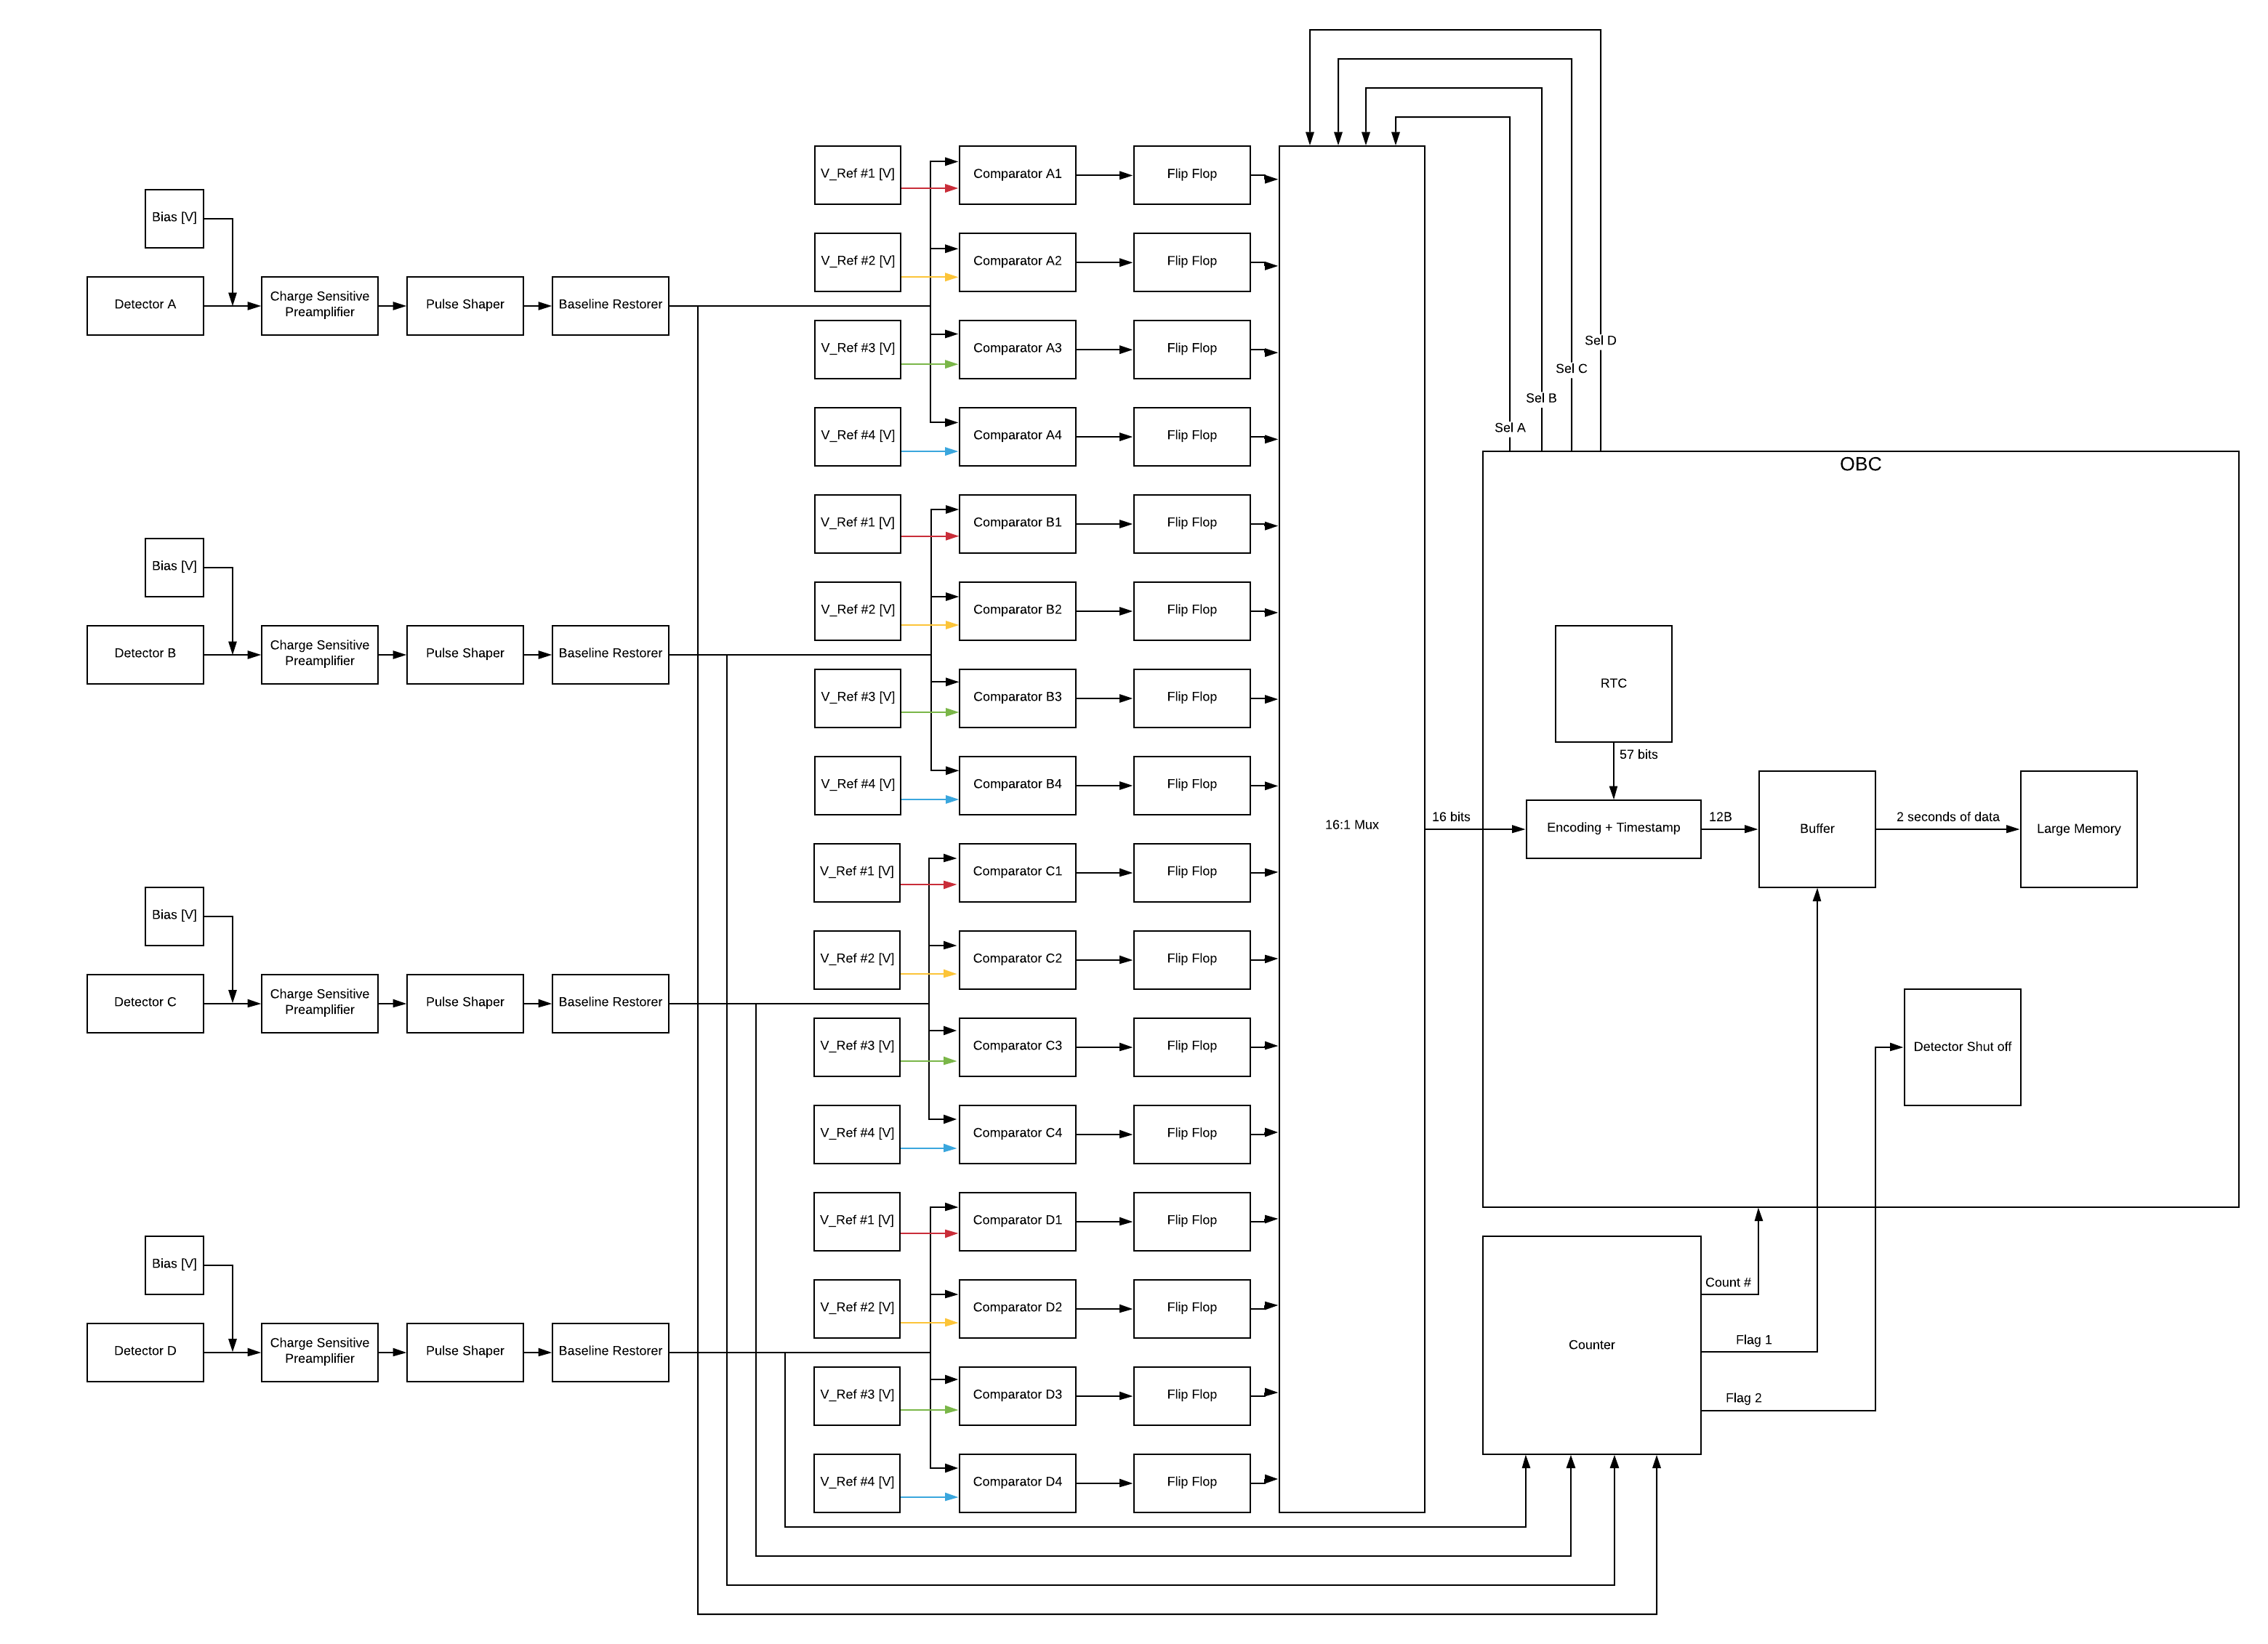 Sel D
Sel C
Sel B
Sel A
Bias [V]
Detector A
Charge Sensitive
Preamplifier
Pulse Shaper
Baseline Restorer
V_Ref #1 [V]
Comparator A1
Flip Flop
V_Ref #2 [V]
Comparator A2
Flip Flop
V_Ref #3 [V]
Comparator A3
Flip Flop
V_Ref #4 [V]
Comparator A4
Flip Flop
Bias [V]
Detector B
Charge Sensitive
Preamplifier
Pulse Shaper
Baseline Restorer
V_Ref #1 [V]
Comparator B1
Flip Flop
V_Ref #2 [V]
Comparator B2
Flip Flop
V_Ref #3 [V]
Comparator B3
Flip Flop
V_Ref #4 [V]
Comparator B4
Flip Flop
Bias [V]
Detector C
Charge Sensitive
Preamplifier
Pulse Shaper
Baseline Restorer
V_Ref #1 [V]
Comparator C1
Flip Flop
V_Ref #2 [V]
Comparator C2
Flip Flop
V_Ref #3 [V]
Comparator C3
Flip Flop
V_Ref #4 [V]
Comparator C4
Flip Flop
Bias [V]
Detector D
Charge Sensitive
Preamplifier
Pulse Shaper
Baseline Restorer
V_Ref #1 [V]
Comparator D1
Flip Flop
V_Ref #2 [V]
Comparator D2
Flip Flop
V_Ref #3 [V]
Comparator D3
Flip Flop
V_Ref #4 [V]
Comparator D4
Flip Flop
16:1 Mux
16 bits
OBC
RTC
57 bits
Encoding + Timestamp
12B
Buffer
2 seconds of data
Large Memory
Detector Shut off
Counter
Count #
Flag 1
Flag 2